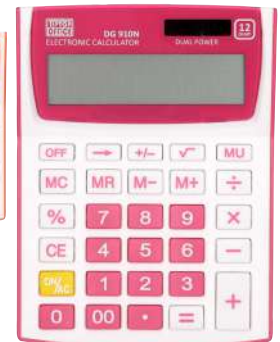 DG 910N
ELECTRONIC CALCULATOR
DUAL POWER
12
OFF → +/− √ MU
MC MR M− M+ ÷
% 7 8 9 ×
CE 4 5 6 −
ON/AC 1 2 3 +
0 00 • =